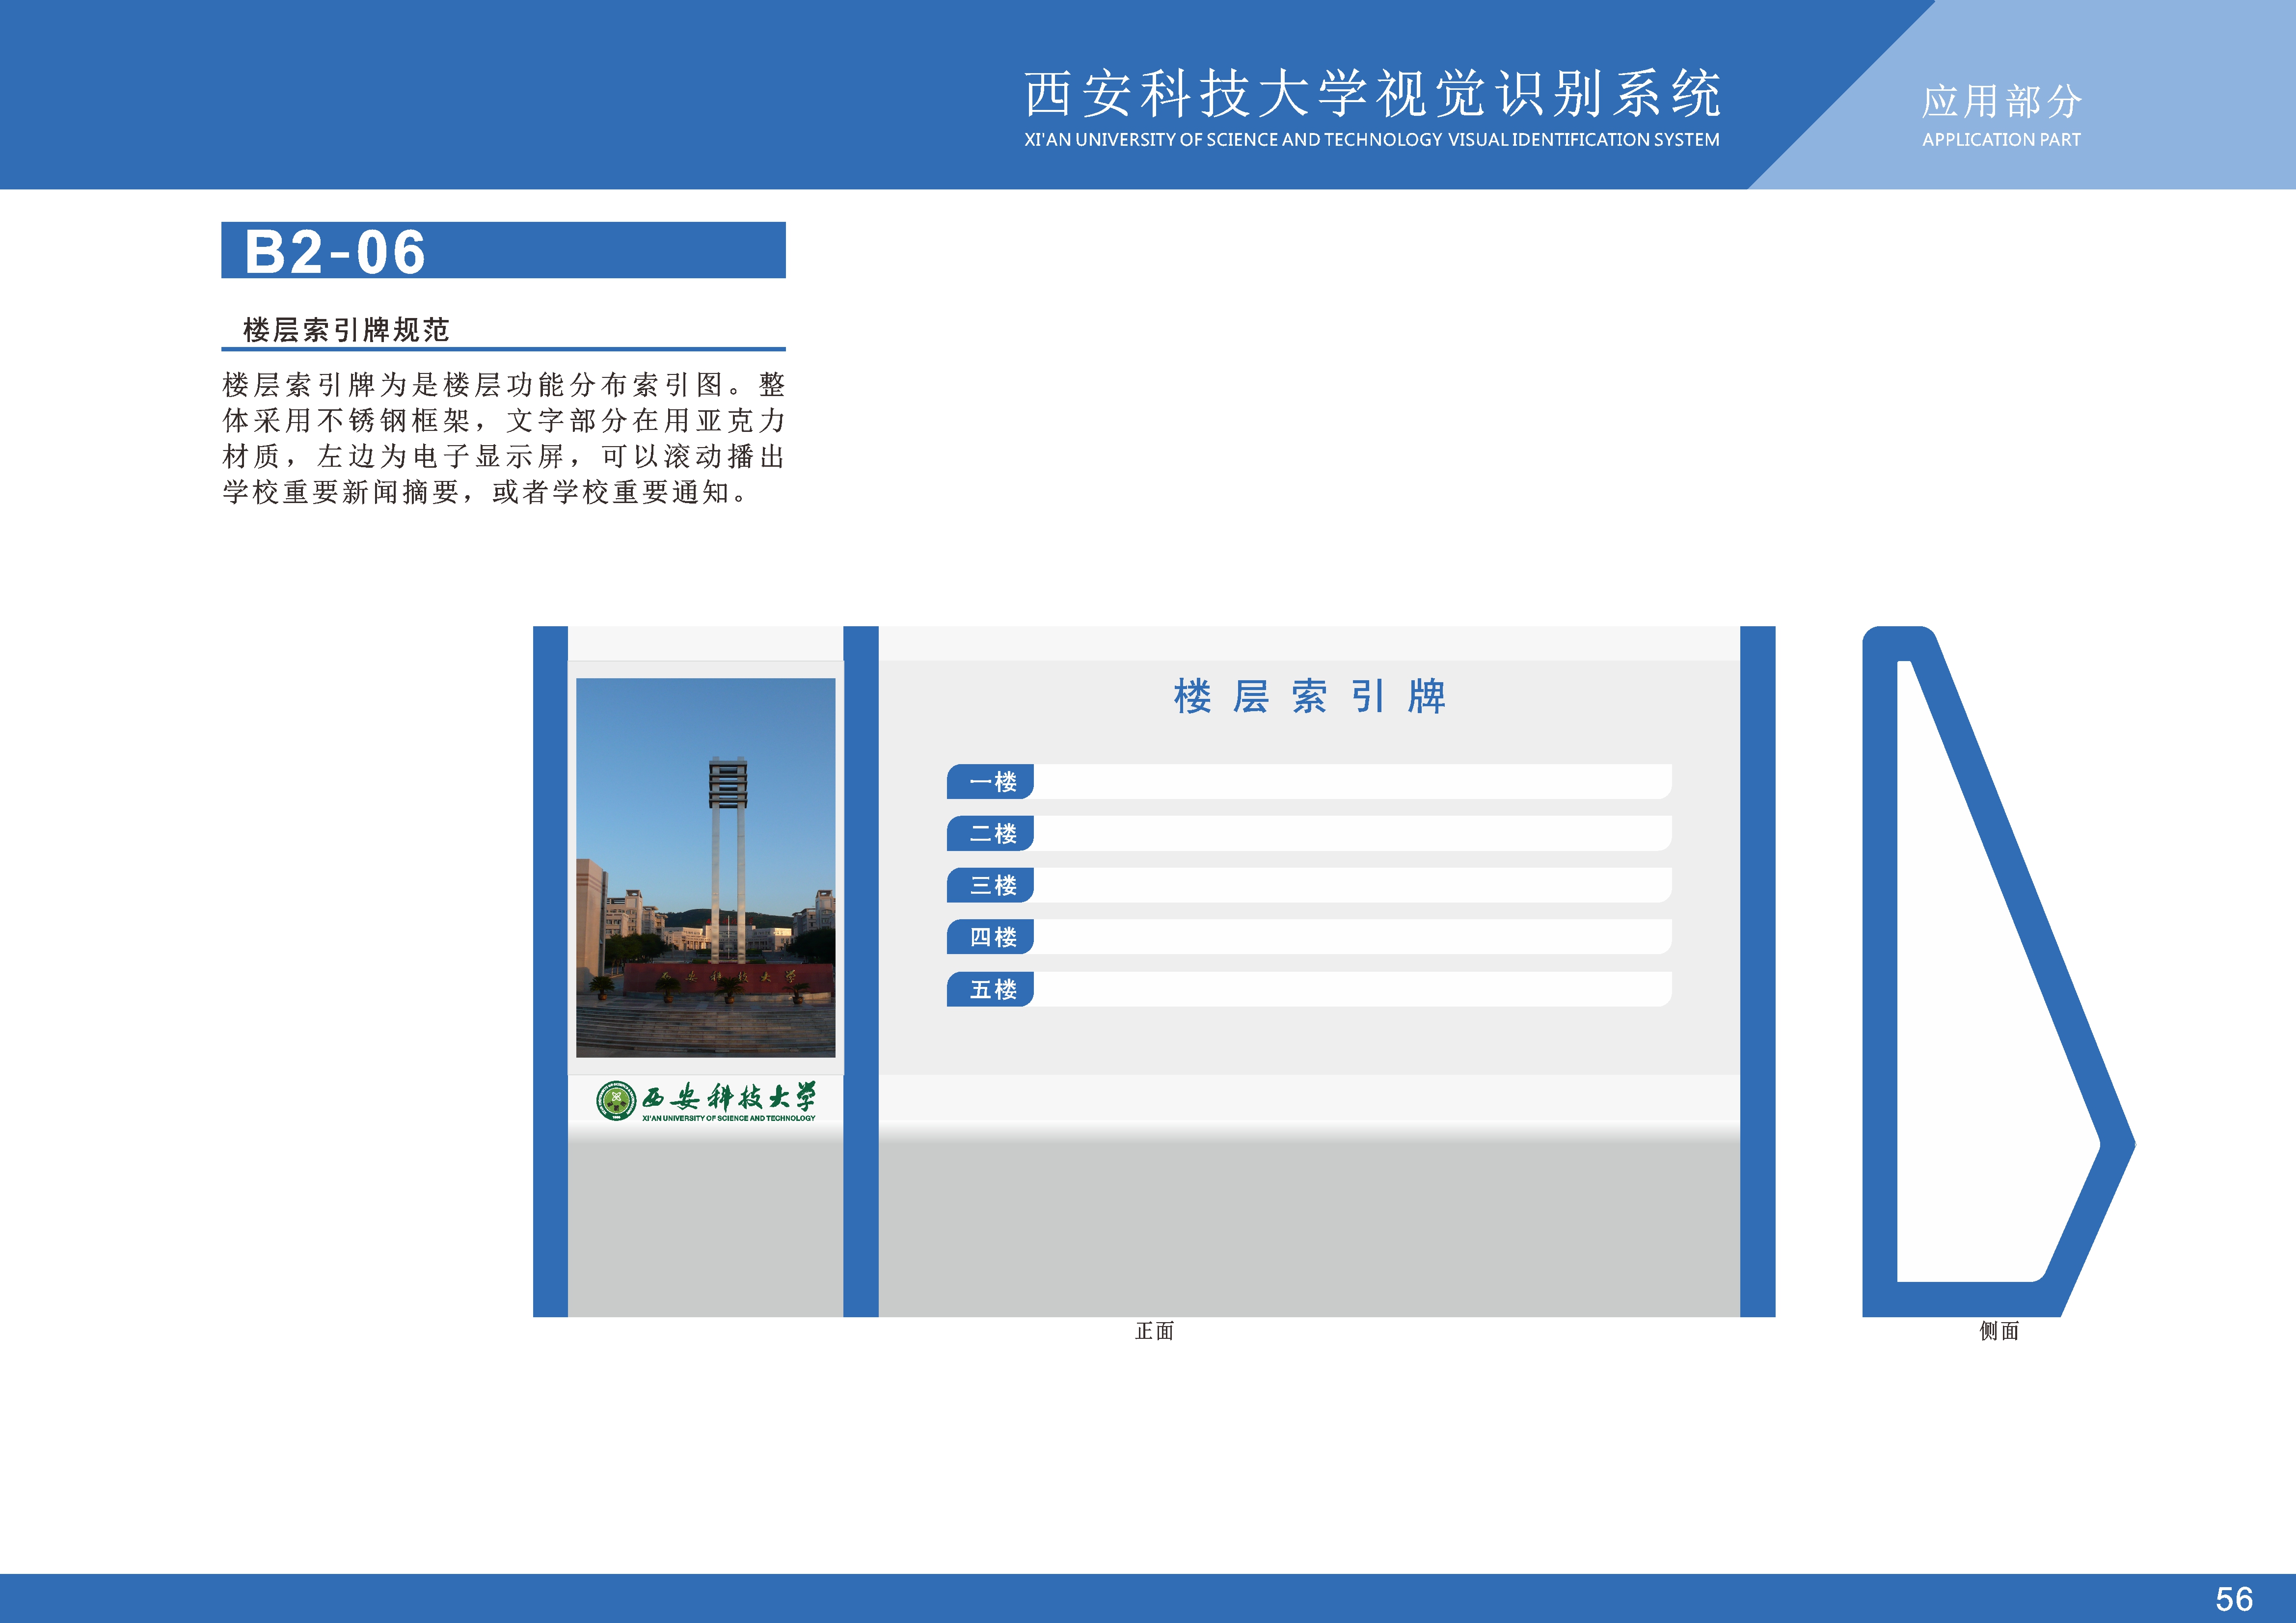 西安科技大学视觉识别系统
XI'AN UNIVERSITY OF SCIENCE AND TECHNOLOGY VISUAL IDENTIFICATION SYSTEM
应用部分
APPLICATION PART
B2-06
楼层索引牌规范
楼层索引牌为是楼层功能分布索引图。整
体采用不锈钢框架，文字部分在用亚克力
材质，左边为电子显示屏，可以滚动播出
学校重要新闻摘要，或者学校重要通知。
楼层索引牌
一楼
二楼
三楼
四楼
五楼
西安科技大学
西安科技大学
XI'AN UNIVERSITY OF SCIENCE AND TECHNOLOGY
正面
侧面
56